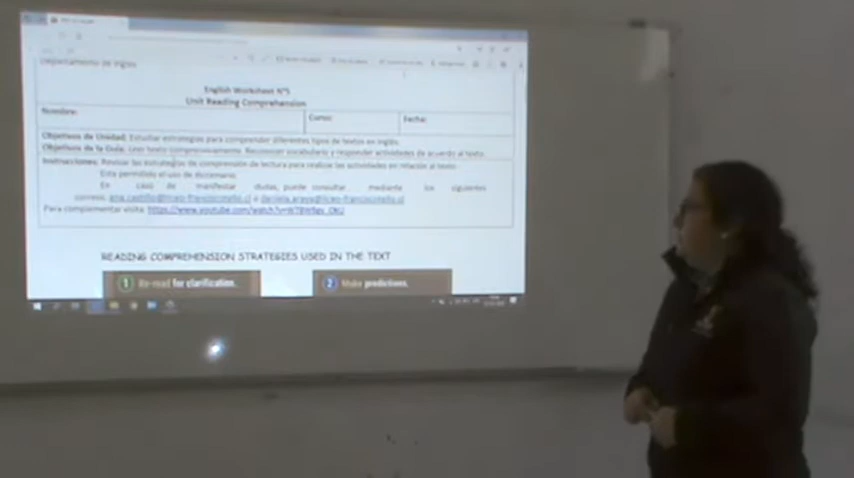 Departamento de Inglés
English Worksheet N°5
Unit Reading Comprehension
Nombre:
Curso:
Fecha:
Objetivos de Unidad: Estudiar estrategias para comprender diferentes tipos de textos en inglés.
Objetivos de la Guía: Leer texto comprensivamente. Reconocer vocabulario y responder actividades de acuerdo al texto.
Instrucciones: Revisar las estrategias de comprensión de lectura para realizar las actividades en relación al texto.
Esta permitido el uso de diccionario.
En caso de manifestar dudas, puede consultar mediante los siguientes
correos,
Para complementar visita:
READING COMPREHENSION STRATEGIES USED IN THE TEXT
1 Re-read for clarification.
2 Make predictions.